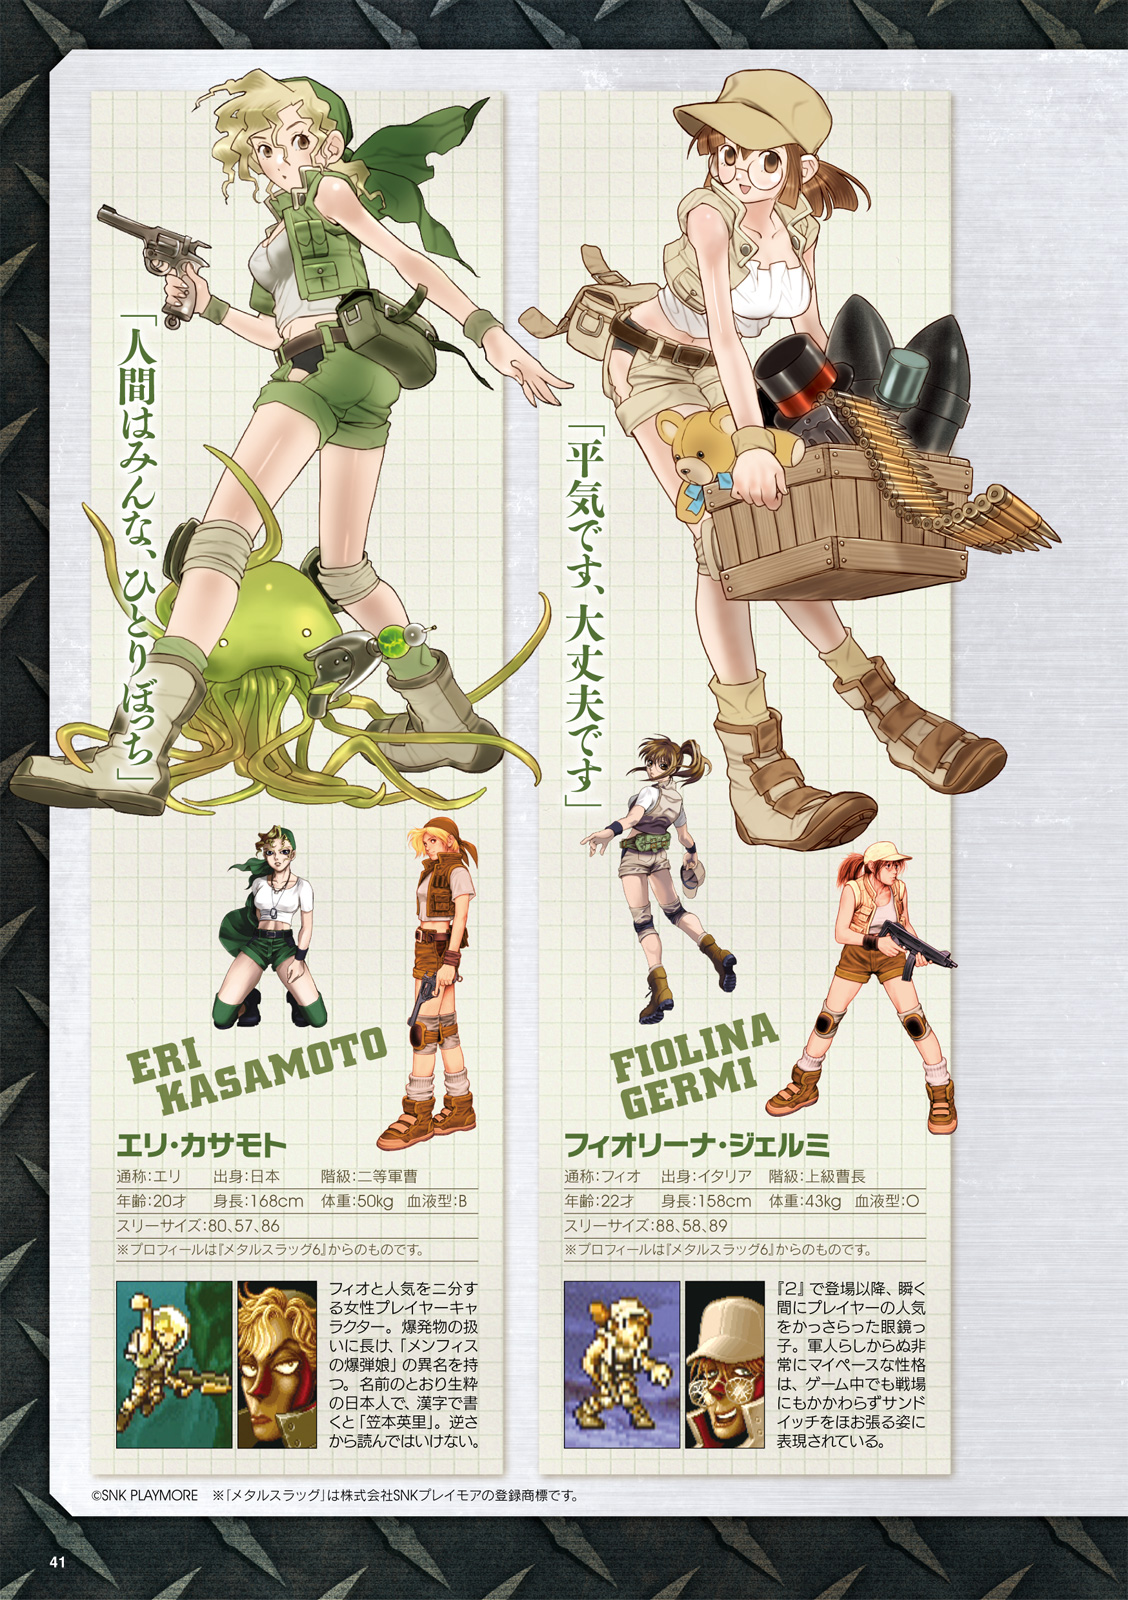 「人間はみんな、ひとりぼっち」
ERI
KASAMOTO
エリ・カサモト
通称:エリ 出身:日本 階級:二等軍曹
年齢:20才 身長:168cm 体重:50kg 血液型:B
スリーサイズ:80、57、86
※プロフィールは『メタルスラッグ6』からのものです。
フィオと人気を二分す
る女性プレイヤーキャ
ラクター。爆発物の扱
いに長け、「メンフィス
の爆弾娘」の異名を持
つ。名前のとおり生粋
の日本人で、漢字で書
くと「笠本英里」。逆さ
から読んではいけない。
「平気です、大丈夫です」
FIOLINA
GERMI
フィオリーナ・ジェルミ
通称:フィオ 出身:イタリア 階級:上級曹長
年齢:22才 身長:158cm 体重:43kg 血液型:O
スリーサイズ:88、58、89
※プロフィールは『メタルスラッグ6』からのものです。
『2』で登場以降、瞬く
間にプレイヤーの人気
をかっさらった眼鏡っ
子。軍人らしからぬ非
常にマイペースな性格
は、ゲーム中でも戦場
にもかかわらずサンド
イッチをほお張る姿に
表現されている。
©SNK PLAYMORE ※「メタルスラッグ」は株式会社SNKプレイモアの登録商標です。
41